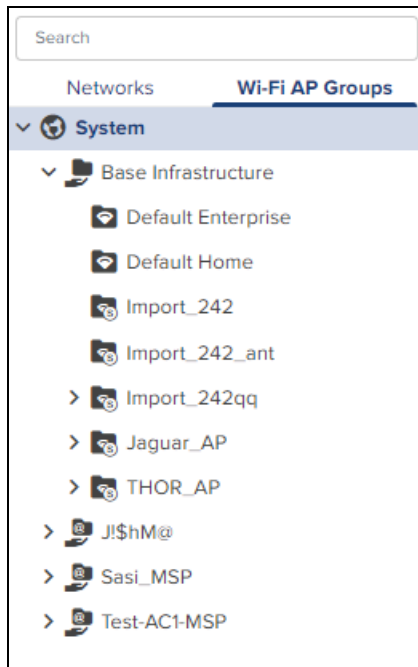 Search
Networks Wi-Fi AP Groups
System
Base Infrastructure
Default Enterprise
Default Home
Import_242
Import_242_ant
Import_242qq
Jaguar_AP
THOR_AP
J!$hM@
Sasi_MSP
Test-AC1-MSP